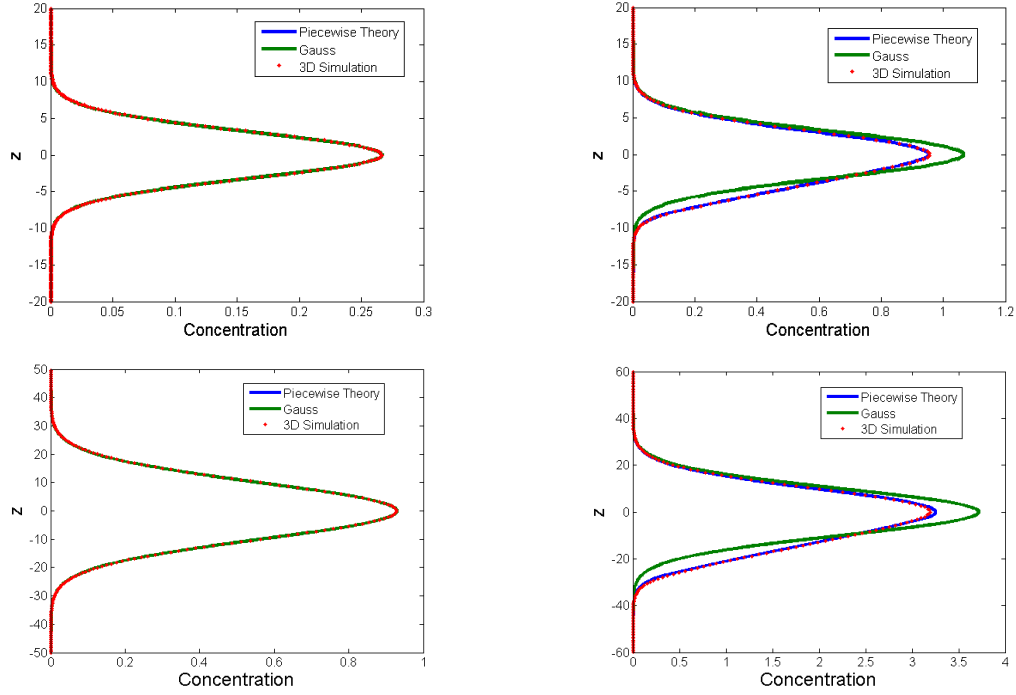 20
15
10
5
0
-5
-10
-15
-20
z
0 0.05 0.1 0.15 0.2 0.25 0.3
Concentration
Piecewise Theory
Gauss
3D Simulation
20
15
10
5
0
-5
-10
-15
-20
z
0 0.2 0.4 0.6 0.8 1 1.2
Concentration
Piecewise Theory
Gauss
3D Simulation
50
40
30
20
10
0
-10
-20
-30
-40
-50
z
0 0.2 0.4 0.6 0.8 1
Concentration
Piecewise Theory
Gauss
3D Simulation
60
40
20
0
-20
-40
-60
z
0 0.5 1 1.5 2 2.5 3 3.5 4
Concentration
Piecewise Theory
Gauss
3D Simulation